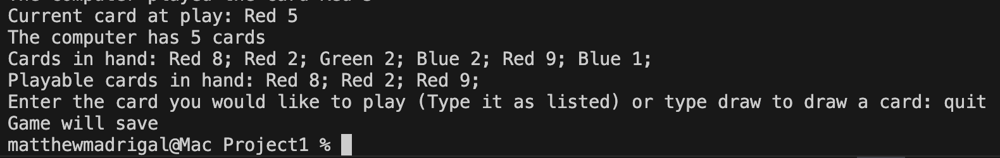 Current card at play: Red 5
The computer has 5 cards
Cards in hand: Red 8; Red 2; Green 2; Blue 2; Red 9; Blue 1;
Playable cards in hand: Red 8; Red 2; Red 9;
Enter the card you would like to play (Type it as listed) or type draw to draw a card: quit
Game will save
matthewmadrigal@Mac Project1 %